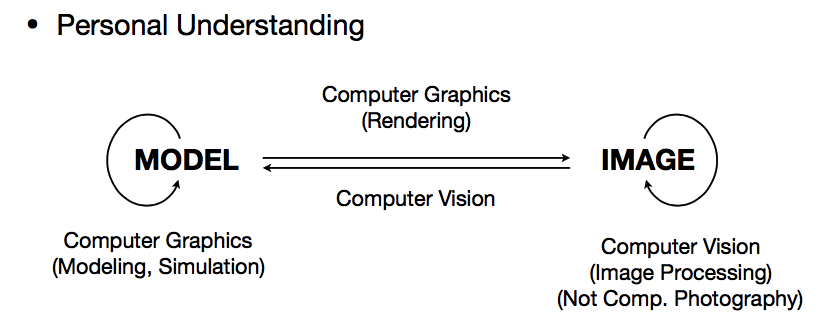 • Personal Understanding
Computer Graphics
(Rendering)
MODEL
IMAGE
Computer Vision
Computer Graphics
(Modeling, Simulation)
Computer Vision
(Image Processing)
(Not Comp. Photography)